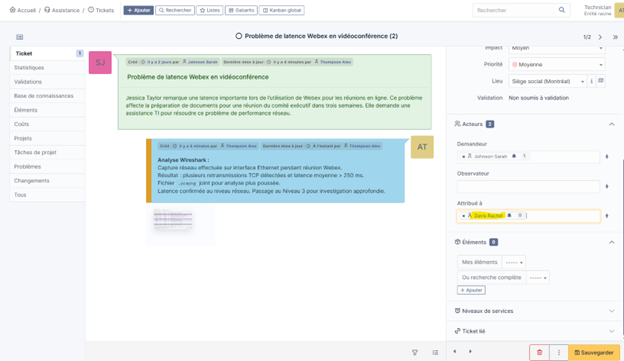 Accueil / Assistance / Tickets
+ Ajouter
Rechercher
Listes
Gabarits
Kanban global
Rechercher
Technician
Entité racine
AT
Problème de latence Webex en vidéoconférence (2)
1/2
Ticket 1
Statistiques
Validations
Base de connaissances
Éléments
Coûts
Projets
Tâches de projet
Problèmes
Changements
Tous
SJ
Créé : il y a 2 jours par Johnson Sarah
Dernière mise à jour : il y a 4 minutes par Thompson Alex
Problème de latence Webex en vidéoconférence
Jessica Taylor remarque une latence importante lors de l'utilisation de Webex pour les réunions en ligne. Ce problème
affecte la préparation de documents pour une réunion du comité exécutif dans trois semaines. Elle demande une
assistance TI pour résoudre ce problème de performance réseau.
AT
Créé : il y a 4 minutes par Thompson Alex
Dernière mise à jour : À l'instant par Thompson Alex
Analyse Wireshark :
Capture réseau effectuée sur interface Ethernet pendant réunion Webex.
Résultat : plusieurs retransmissions TCP détectées et latence moyenne > 250 ms.
Fichier .pcapng joint pour analyse plus poussée.
Latence confirmée au niveau réseau. Passage au Niveau 3 pour investigation approfondie.
Impact Moyen
Priorité Moyenne
Lieu Siège social (Montréal)
Validation Non soumis à validation
Acteurs 2
Demandeur
Johnson Sarah 1
Observateur
Attribué à
Davis Rachel 0
Éléments 0
Mes éléments -----
Ou recherche complète -----
+ Ajouter
Niveaux de services
Ticket lié
Sauvegarder